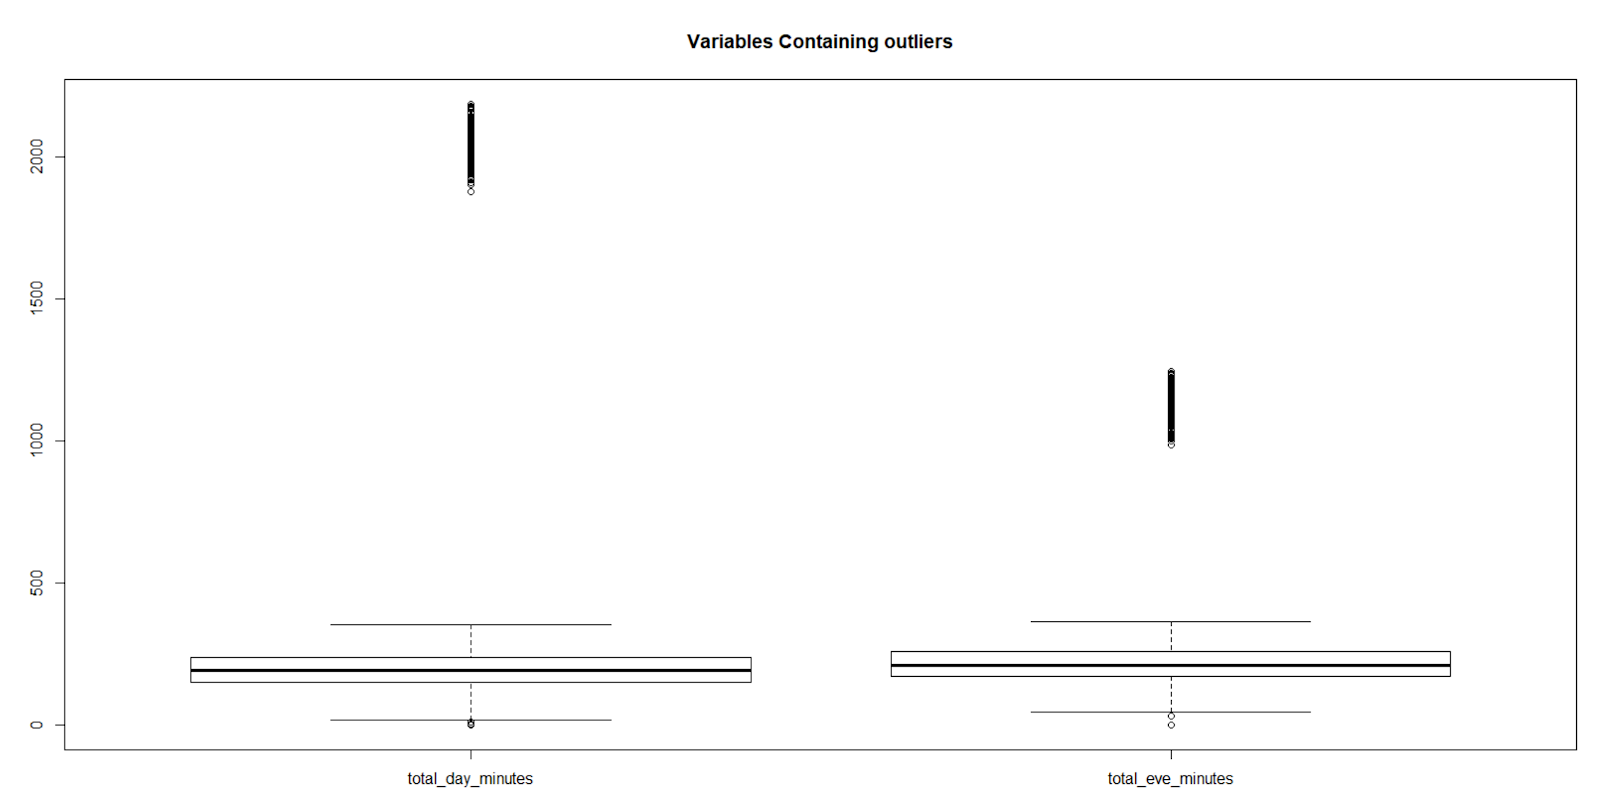 Variables Containing outliers
2000
1500
1000
500
0
total_day_minutes
total_eve_minutes